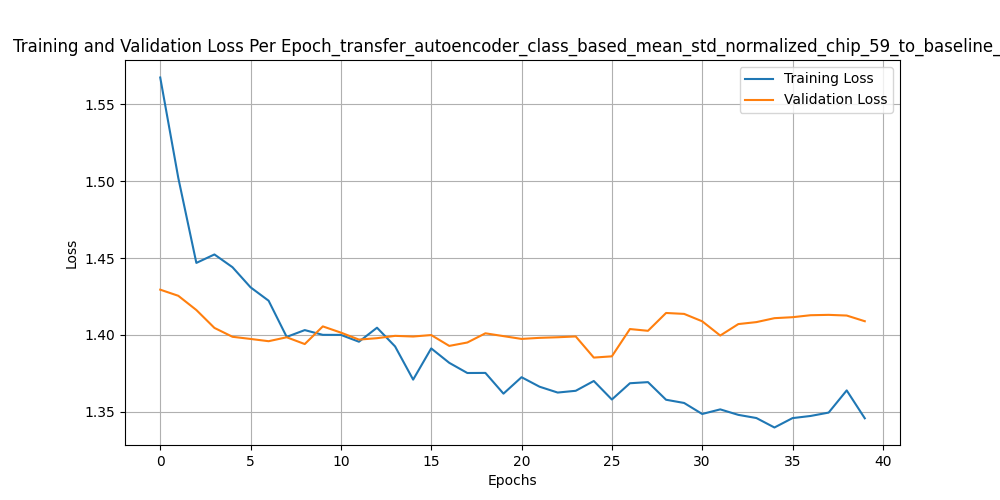 Training and Validation Loss Per Epoch_transfer_autoencoder_class_based_mean_std_normalized_chip_59_to_baseline_
Training Loss
Validation Loss
1.55
1.50
1.45
1.40
1.35
Loss
0 5 10 15 20 25 30 35 40
Epochs